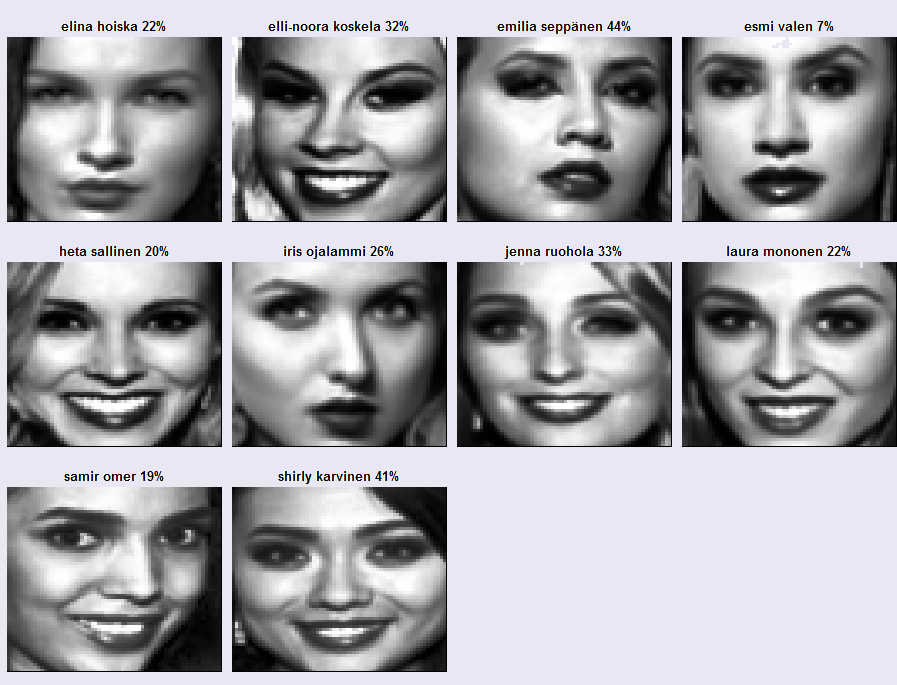 elina hoiska 22%
elli-noora koskela 32%
emilia seppänen 44%
esmi valen 7%
heta sallinen 20%
iris ojalammi 26%
jenna ruohola 33%
laura mononen 22%
samir omer 19%
shirly karvinen 41%